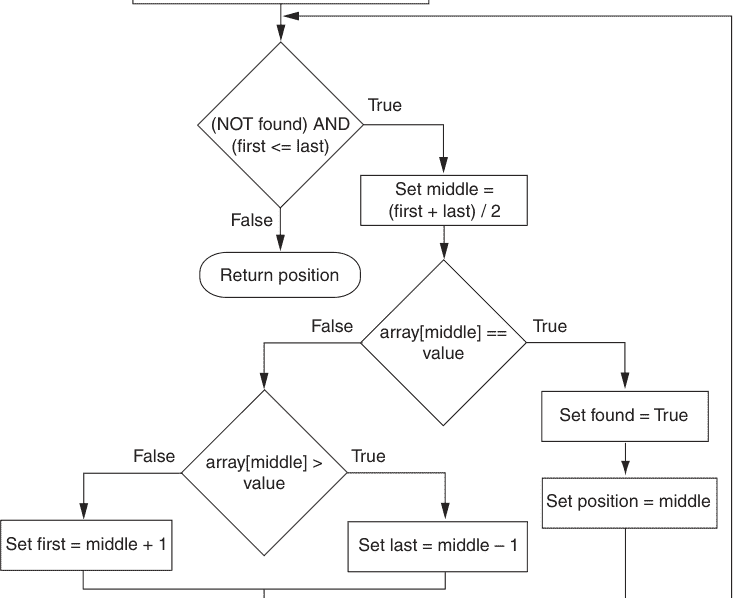 True
(NOT found) AND
(first <= last)
Set middle =
(first + last) / 2
False
Return position
False
True
array[middle] ==
value
Set found = True
False
True
array[middle] >
value
Set position = middle
Set first = middle + 1
Set last = middle – 1